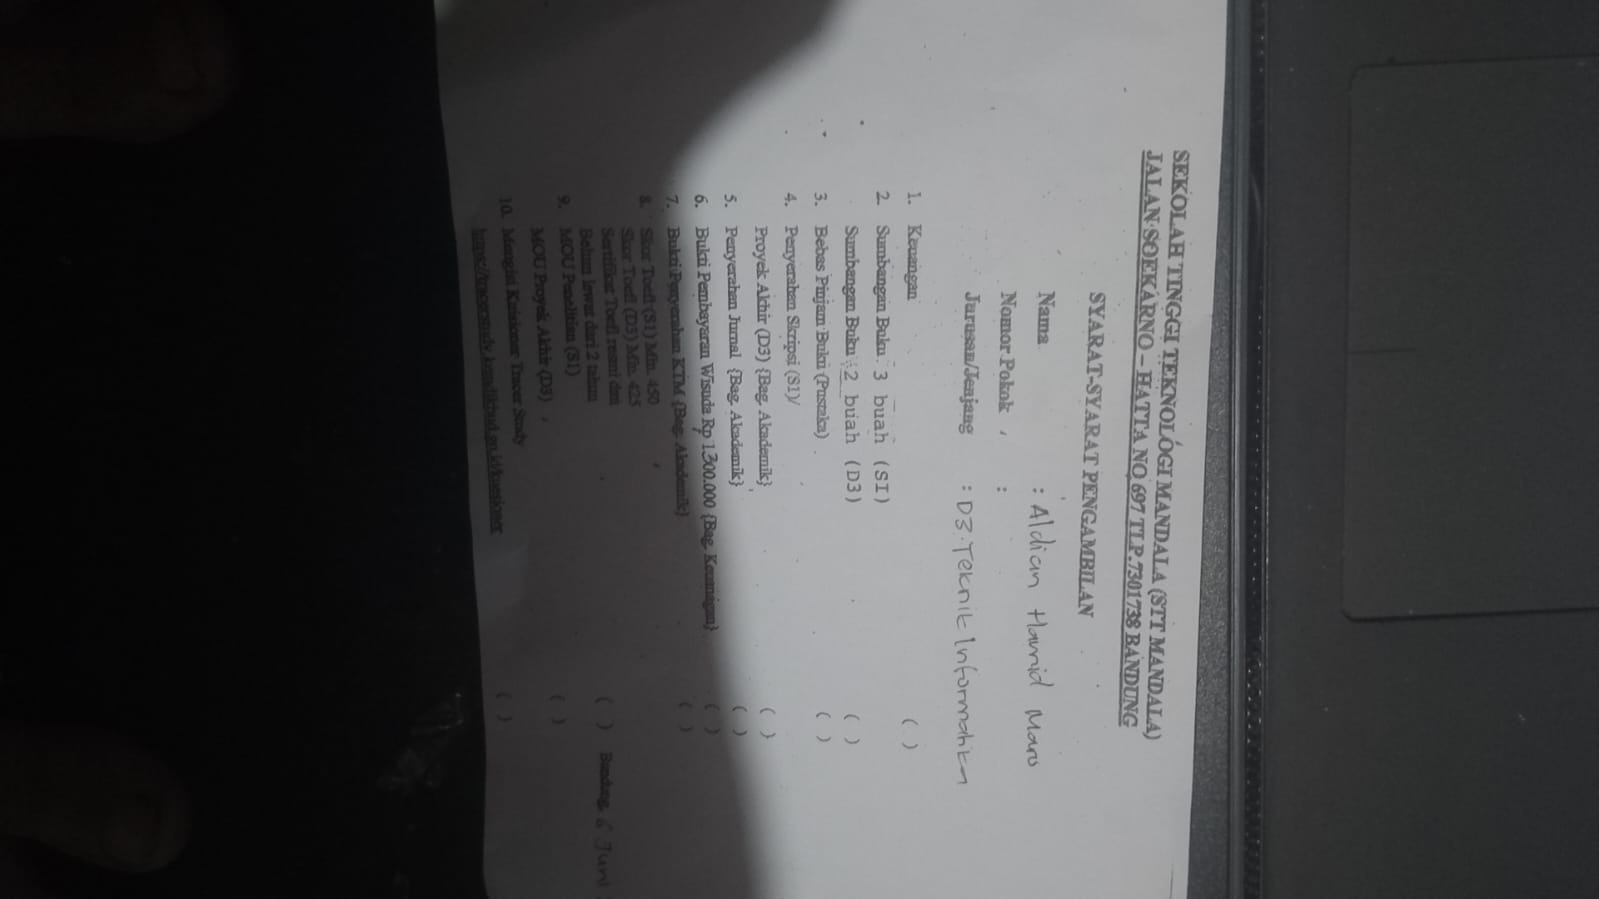 SEKOLAH TINGGI TEKNOLOGI MANDALA (STT MANDALA)
JALAN SOEKARNO – HATTA NO 697 TLP.7301738 BANDUNG
SYARAT-SYARAT PENGAMBILAN
Nama : Aldian Hamid Maro
Nomor Pokok :
Jurusan/Jenjang : D3. Teknik Informatika
1. Keuangan ( )
2. Sumbangan Buku 3 buah (SI)
Sumbangan Buku 2 buah (D3) ( )
3. Bebas Pinjam Buku (Pustaka) ( )
4. Penyerahan Skripsi (S1)/
Proyek Akhir (D3) {Bag. Akademik} ( )
5. Penyerahan Jurnal {Bag. Akademik} ( )
6. Bukti Pembayaran Wisuda Rp 1.300.000 {Bag. Keuangan} ( )
7. Bukti Penyerahan KTM {Bag. Akademik} ( )
8. Skor Toefl (S1) Min. 450
Skor Toefl (D3) Min. 425
Sertifikat Toefl resmi dan ( ) Bandung, 6 Juni
Belum lewat dari 2 tahun
9. MOU Penelitian (S1) ( )
MOU Proyek Akhir (D3)
10. Mengisi Kuisioner Tracer Study ( )